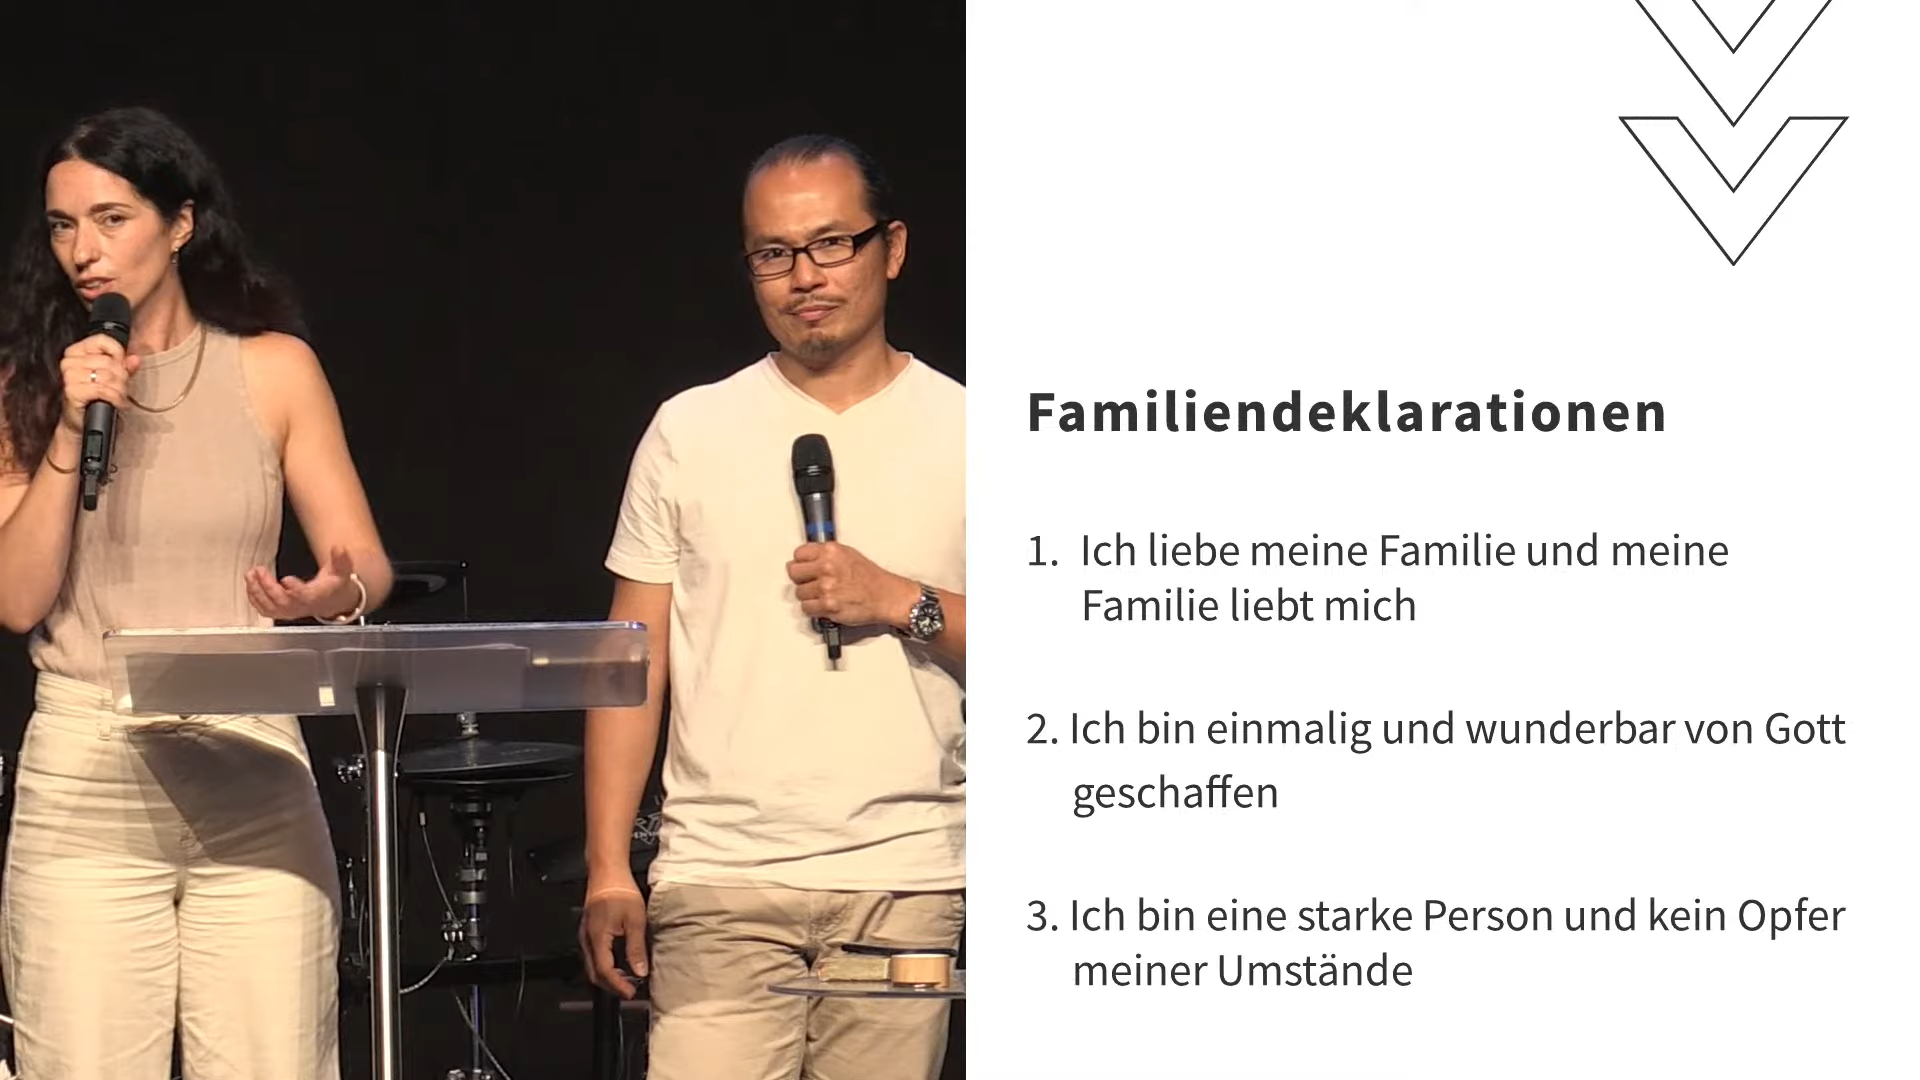 Familiendeklarationen
1. Ich liebe meine Familie und meine
Familie liebt mich
2. Ich bin einmalig und wunderbar von Gott
geschaffen
3. Ich bin eine starke Person und kein Opfer
meiner Umstände